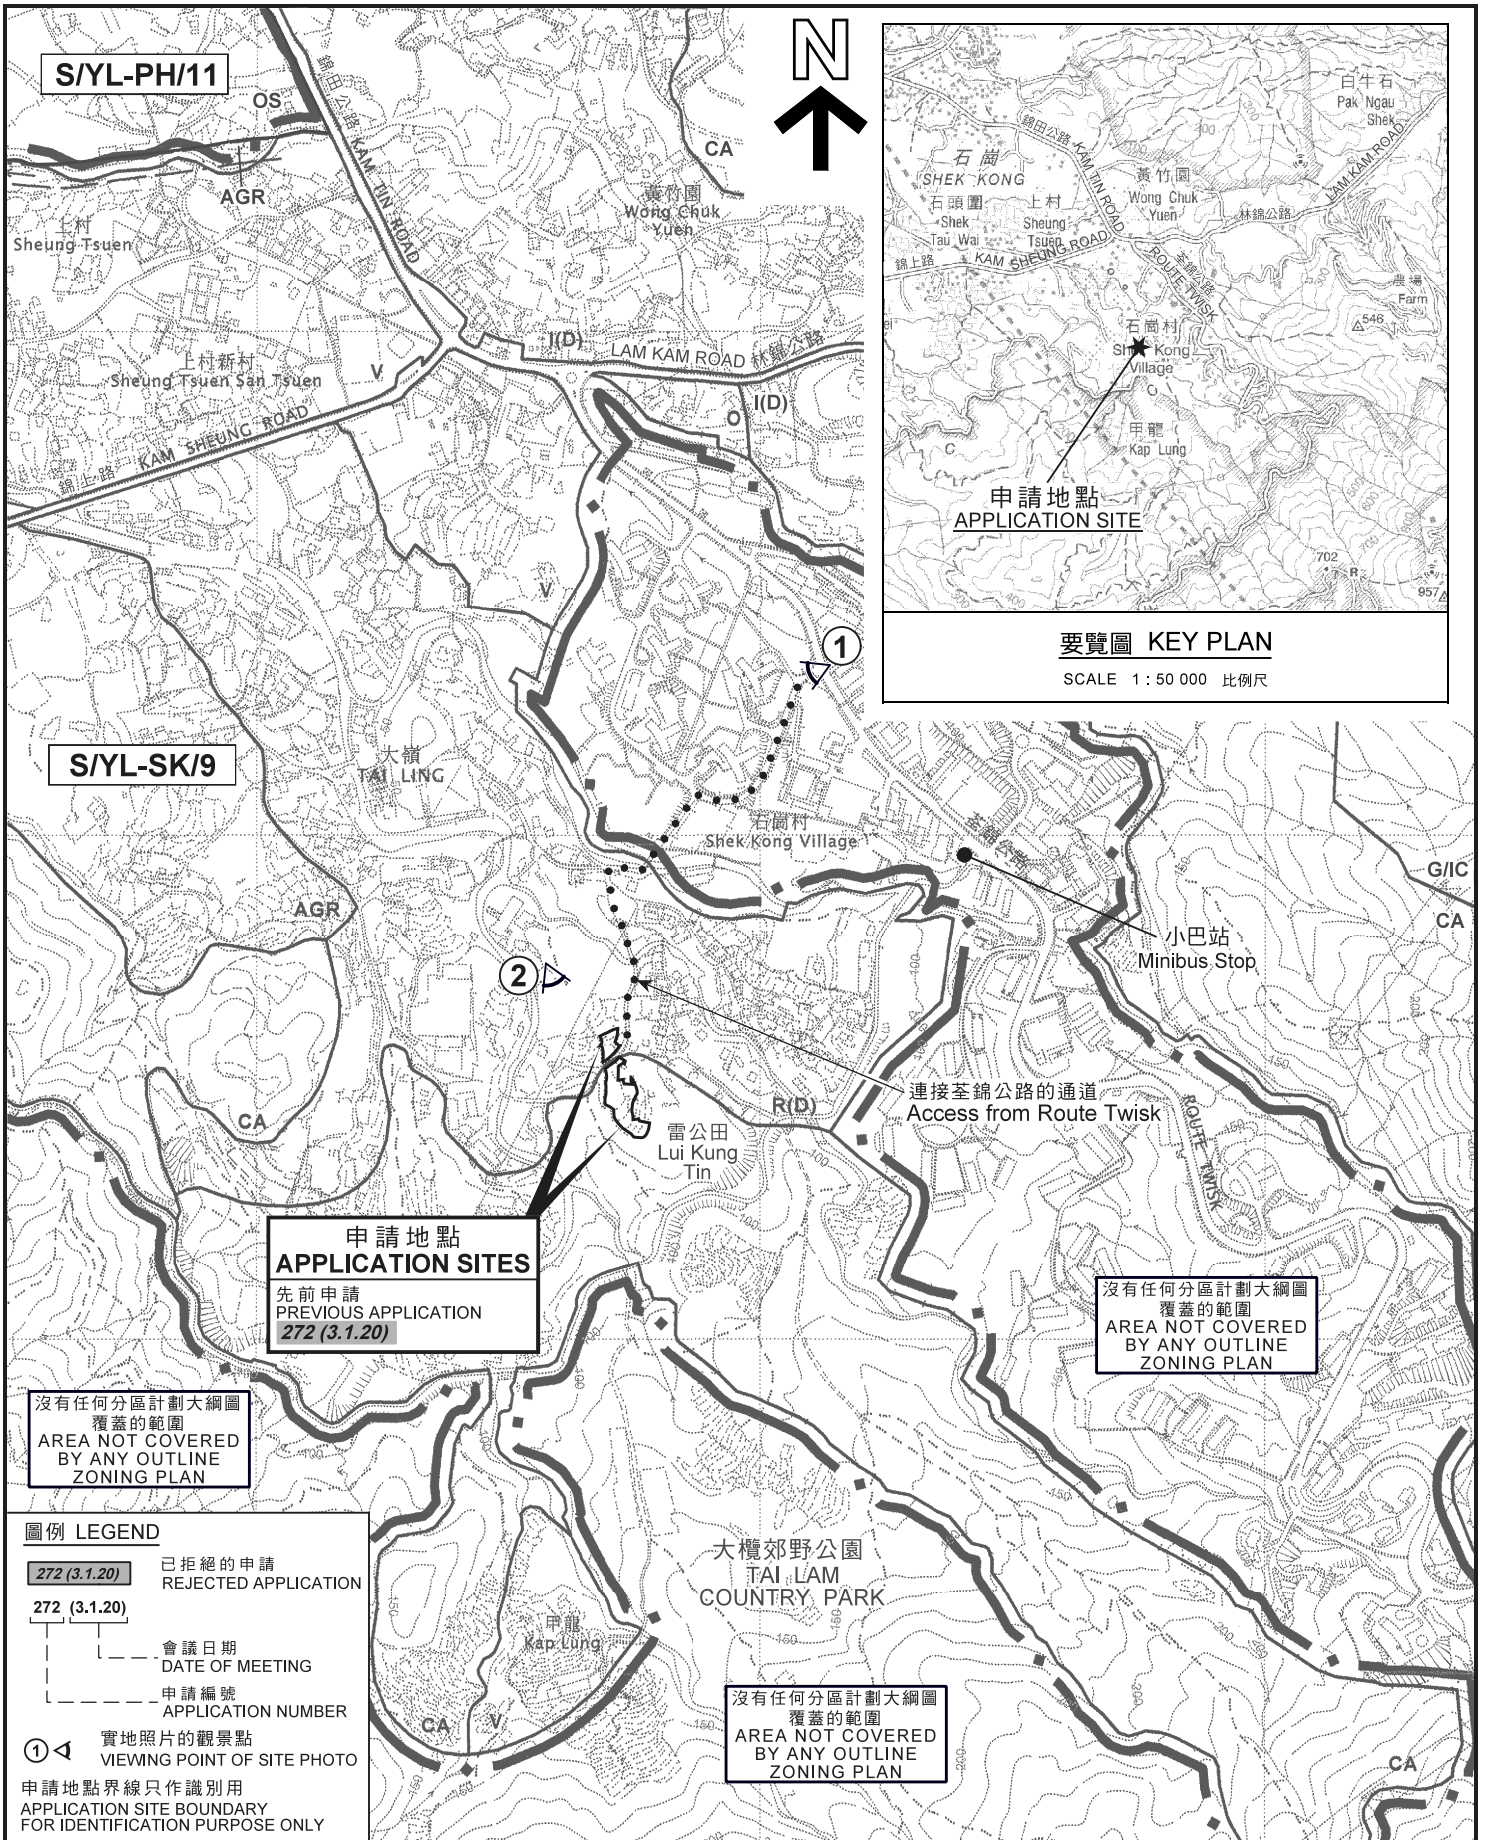 S/YL-PH/11
OS
錦田公路 KAM TIN ROAD
CA
AGR
上村
Sheung Tsuen
黃竹園
Wong Chuk
Yuen
上村新村
Sheung Tsuen San Tsuen
V
I(D)
LAM KAM ROAD 林錦公路
I(D)
O
錦上路 KAM SHEUNG ROAD
V
N
白牛石
Pak Ngau
Shek
石崗
SHEK KONG
錦田公路 KAM TIN ROAD
黃竹園
Wong Chuk
Yuen
LAM KAM ROAD
林錦公路
石頭圍
Shek
Tau Wai
上村
Sheung
Tsuen
錦上路 KAM SHEUNG ROAD
荃錦公路
ROUTE TWISK
農場
Farm
546
石崗村
Shek Kong
Village
C
甲龍
Kap Lung
C
申請地點
APPLICATION SITE
702
R
957
要覽圖 KEY PLAN
SCALE 1 : 50 000 比例尺
1
S/YL-SK/9
大嶺
TAI LING
石崗村
Shek Kong Village
荃錦公路
G/IC
CA
AGR
小巴站
Minibus Stop
2
連接荃錦公路的通道
Access from Route Twisk
R(D)
CA
雷公田
Lui Kung
Tin
ROUTE TWISK
申請地點
APPLICATION SITES
先前申請
PREVIOUS APPLICATION
272 (3.1.20)
沒有任何分區計劃大綱圖
覆蓋的範圍
AREA NOT COVERED
BY ANY OUTLINE
ZONING PLAN
沒有任何分區計劃大綱圖
覆蓋的範圍
AREA NOT COVERED
BY ANY OUTLINE
ZONING PLAN
大欖郊野公園
TAI LAM
COUNTRY PARK
甲龍
Kap Lung
CA
V
沒有任何分區計劃大綱圖
覆蓋的範圍
AREA NOT COVERED
BY ANY OUTLINE
ZONING PLAN
CA
圖例 LEGEND
272 (3.1.20)
已拒絕的申請
REJECTED APPLICATION
272 (3.1.20)
會議日期
DATE OF MEETING
申請編號
APPLICATION NUMBER
1
實地照片的觀景點
VIEWING POINT OF SITE PHOTO
申請地點界線只作識別用
APPLICATION SITE BOUNDARY
FOR IDENTIFICATION PURPOSE ONLY